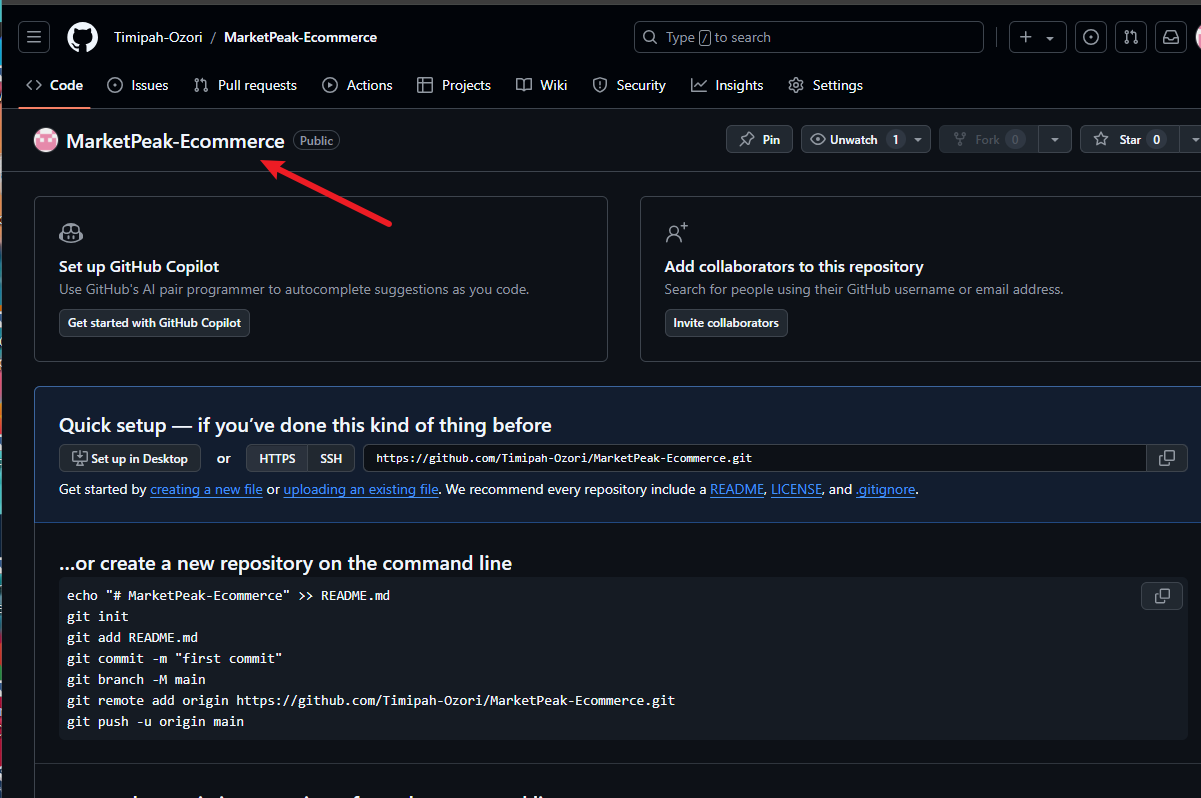 Timipah-Ozori / MarketPeak-Ecommerce
Type / to search
Code Issues Pull requests Actions Projects Wiki Security Insights Settings
MarketPeak-Ecommerce Public
Pin Unwatch 1 Fork 0 Star 0
Set up GitHub Copilot
Use GitHub's AI pair programmer to autocomplete suggestions as you code.
Get started with GitHub Copilot
Add collaborators to this repository
Search for people using their GitHub username or email address.
Invite collaborators
Quick setup — if you’ve done this kind of thing before
Set up in Desktop or HTTPS SSH https://github.com/Timipah-Ozori/MarketPeak-Ecommerce.git
Get started by creating a new file or uploading an existing file. We recommend every repository include a README, LICENSE, and .gitignore.
…or create a new repository on the command line
echo "# MarketPeak-Ecommerce" >> README.md
git init
git add README.md
git commit -m "first commit"
git branch -M main
git remote add origin https://github.com/Timipah-Ozori/MarketPeak-Ecommerce.git
git push -u origin main